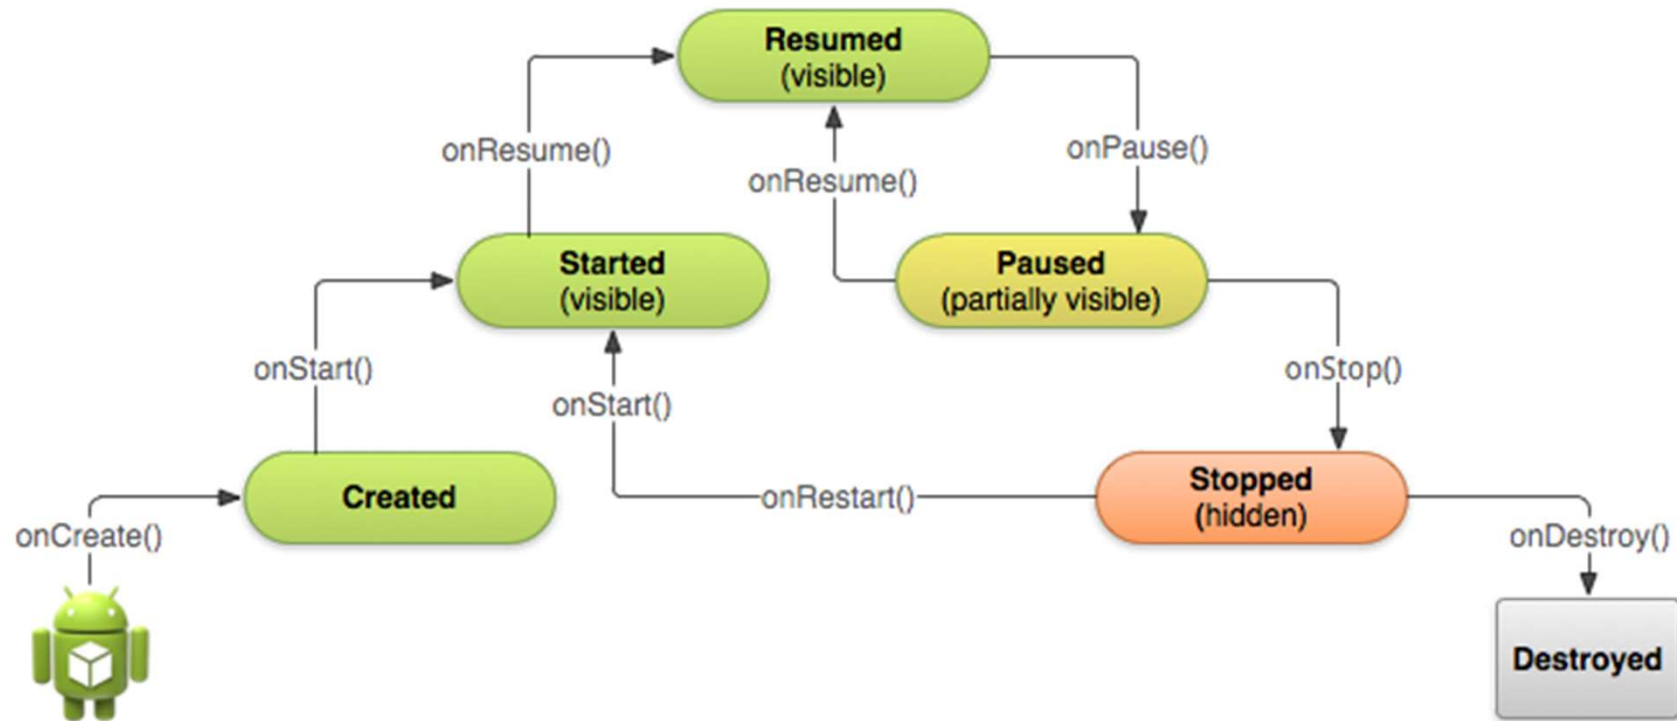 Resumed
(visible)
onResume()
onResume()
onPause()
Started
(visible)
Paused
(partially visible)
onStart()
onStart()
onStop()
Created
onRestart()
Stopped
(hidden)
onCreate()
onDestroy()
Destroyed